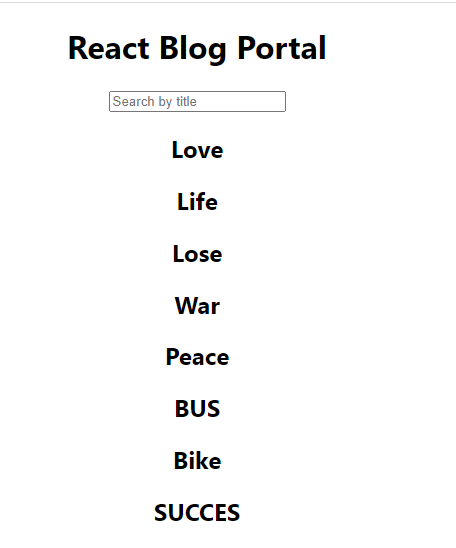 React Blog Portal
Search by title
Love
Life
Lose
War
Peace
BUS
Bike
SUCCES